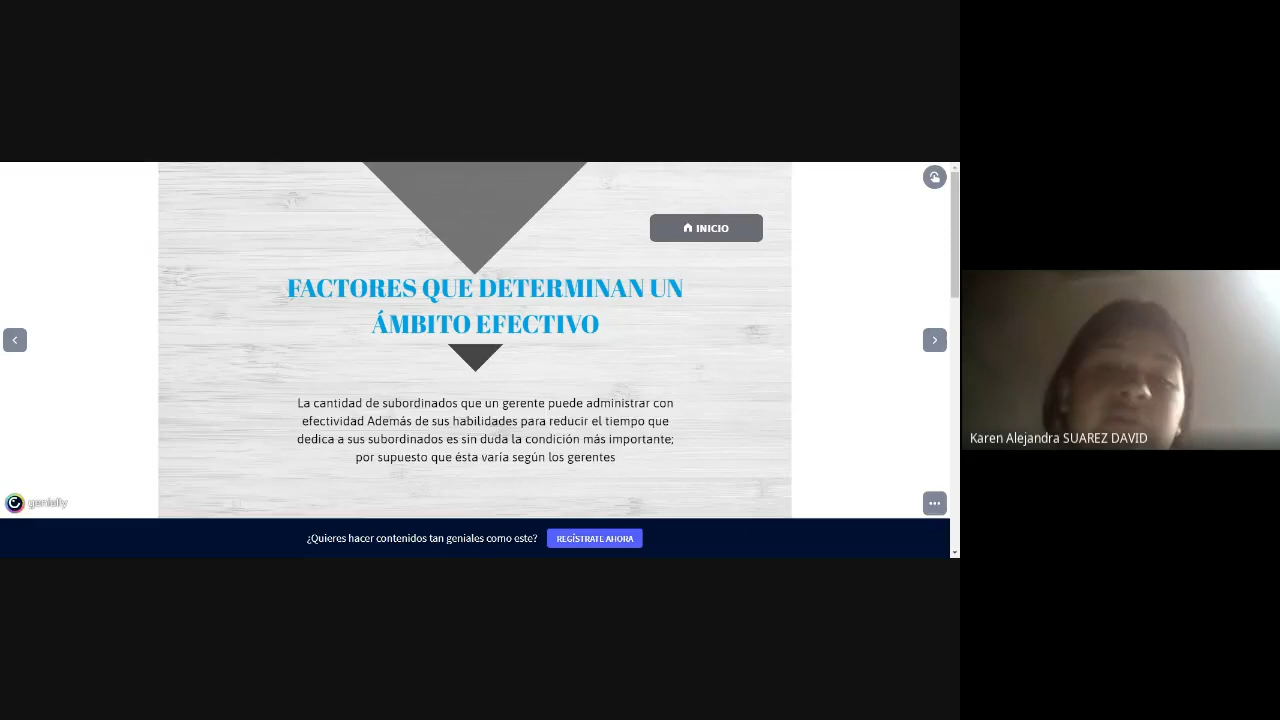 INICIO
FACTORES QUE DETERMINAN UN
ÁMBITO EFECTIVO
La cantidad de subordinados que un gerente puede administrar con
efectividad Además de sus habilidades para reducir el tiempo que
dedica a sus subordinados es sin duda la condición más importante;
por supuesto que ésta varía según los gerentes
Karen Alejandra SUAREZ DAVID
genially
¿Quieres hacer contenidos tan geniales como este?
REGÍSTRATE AHORA